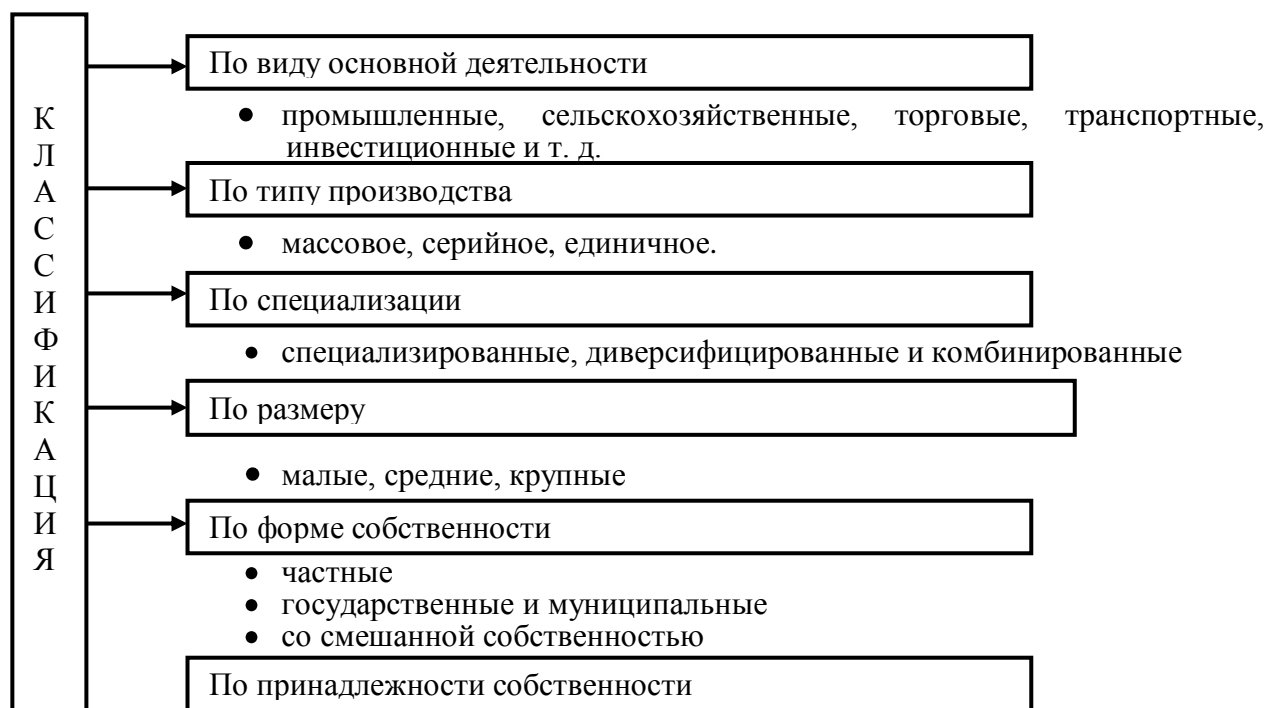 КЛАССИФИКАЦИЯ
По виду основной деятельности
• промышленные, сельскохозяйственные, торговые, транспортные,
инвестиционные и т. д.
По типу производства
• массовое, серийное, единичное.
По специализации
• специализированные, диверсифицированные и комбинированные
По размеру
• малые, средние, крупные
По форме собственности
• частные
• государственные и муниципальные
• со смешанной собственностью
По принадлежности собственности